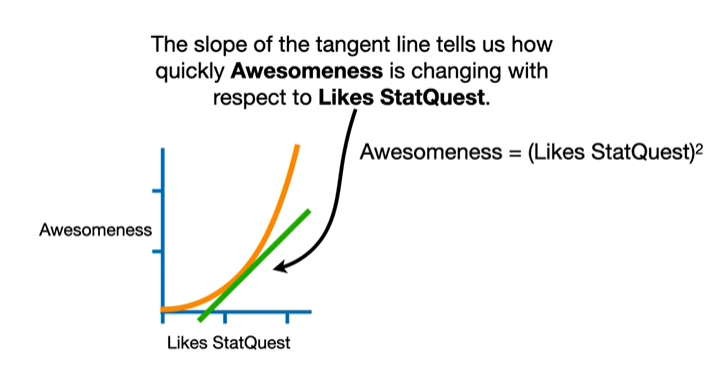 The slope of the tangent line tells us how
quickly Awesomeness is changing with
respect to Likes StatQuest.
Awesomeness = (Likes StatQuest)²
Awesomeness
Likes StatQuest